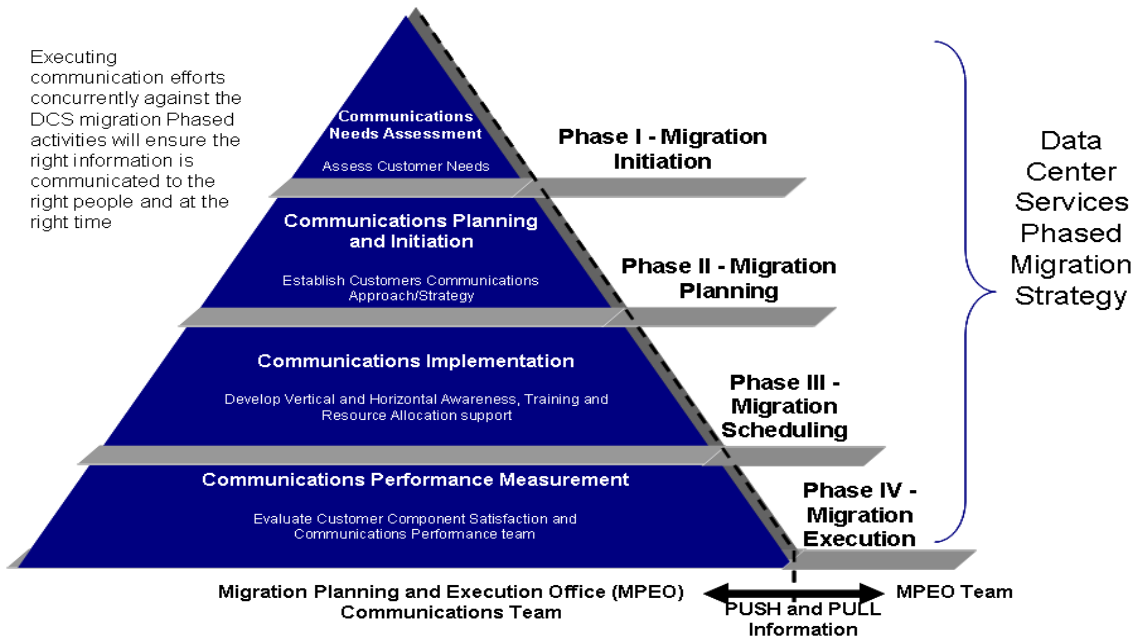 Executing
communication efforts
concurrently against the
DCS migration Phased
activities will ensure the
right information is
communicated to the
right people and at the
right time
Communications
Needs Assessment
Assess Customer Needs
Phase I - Migration
Initiation
Communications Planning
and Initiation
Establish Customers Communications
Approach/Strategy
Phase II - Migration
Planning
Communications Implementation
Develop Vertical and Horizontal Awareness, Training and
Resource Allocation support
Phase III -
Migration
Scheduling
Communications Performance Measurement
Evaluate Customer Component Satisfaction and
Communications Performance team
Phase IV -
Migration
Execution
Data
Center
Services
Phased
Migration
Strategy
Migration Planning and Execution Office (MPEO)
Communications Team
PUSH and PULL
Information
MPEO Team